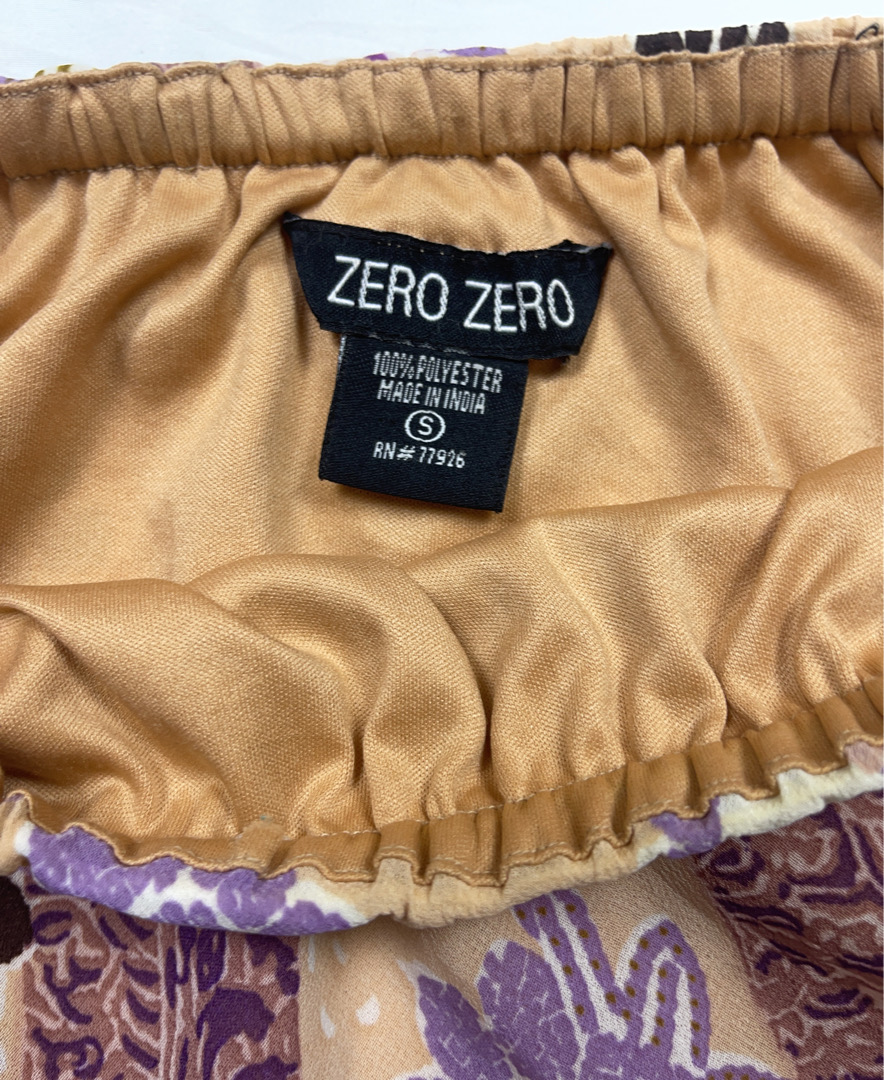 ZERO ZERO
100% POLYESTER
MADE IN INDIA
S
RN# 77926